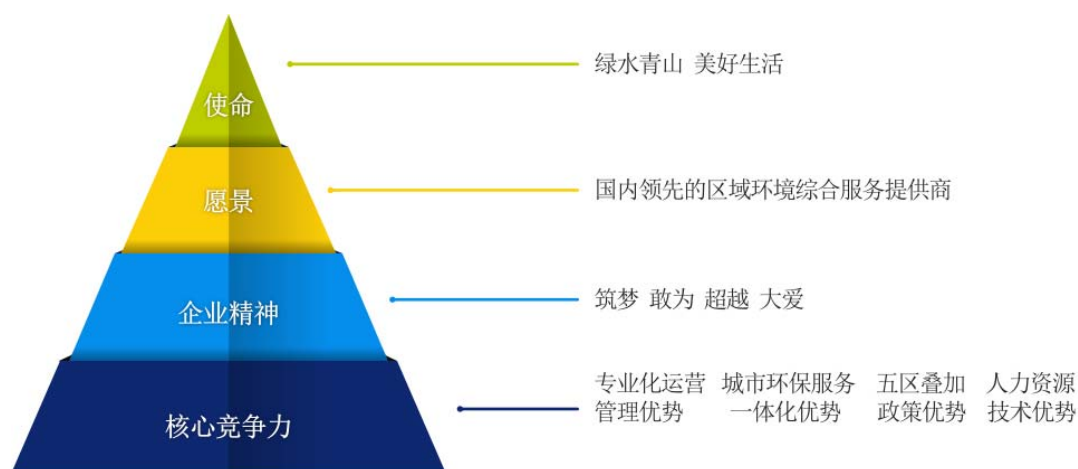 使命
绿水青山 美好生活
愿景
国内领先的区域环境综合服务提供商
企业精神
筑梦 敢为 超越 大爱
核心竞争力
专业化运营 城市环保服务 五区叠加 人力资源
管理优势 一体化优势 政策优势 技术优势